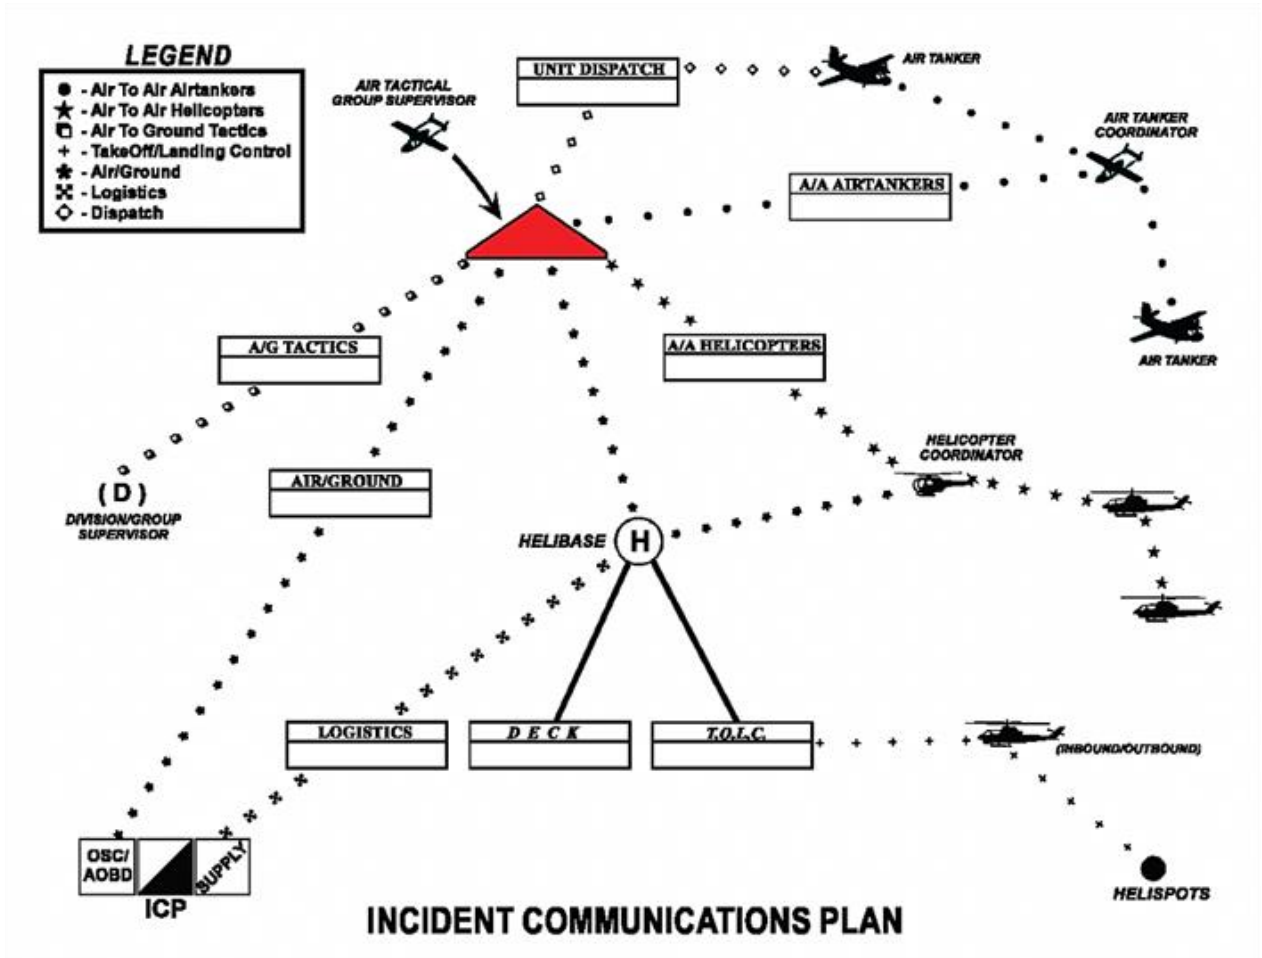 LEGEND
- Air To Air Airtankers
- Air To Air Helicopters
- Air To Ground Tactics
- TakeOff/Landing Control
- Air/Ground
- Logistics
- Dispatch
AIR TACTICAL
GROUP SUPERVISOR
UNIT DISPATCH
AIR TANKER
AIR TANKER
COORDINATOR
A/A AIRTANKERS
AIR TANKER
A/G TACTICS
A/A HELICOPTERS
HELICOPTER
COORDINATOR
(D)
DIVISION/GROUP
SUPERVISOR
AIR/GROUND
HELIBASE
H
LOGISTICS
DECK
T.O.L.C.
(INBOUND/OUTBOUND)
OSC/
AOBD
SUPPLY
ICP
HELISPOTS
INCIDENT COMMUNICATIONS PLAN